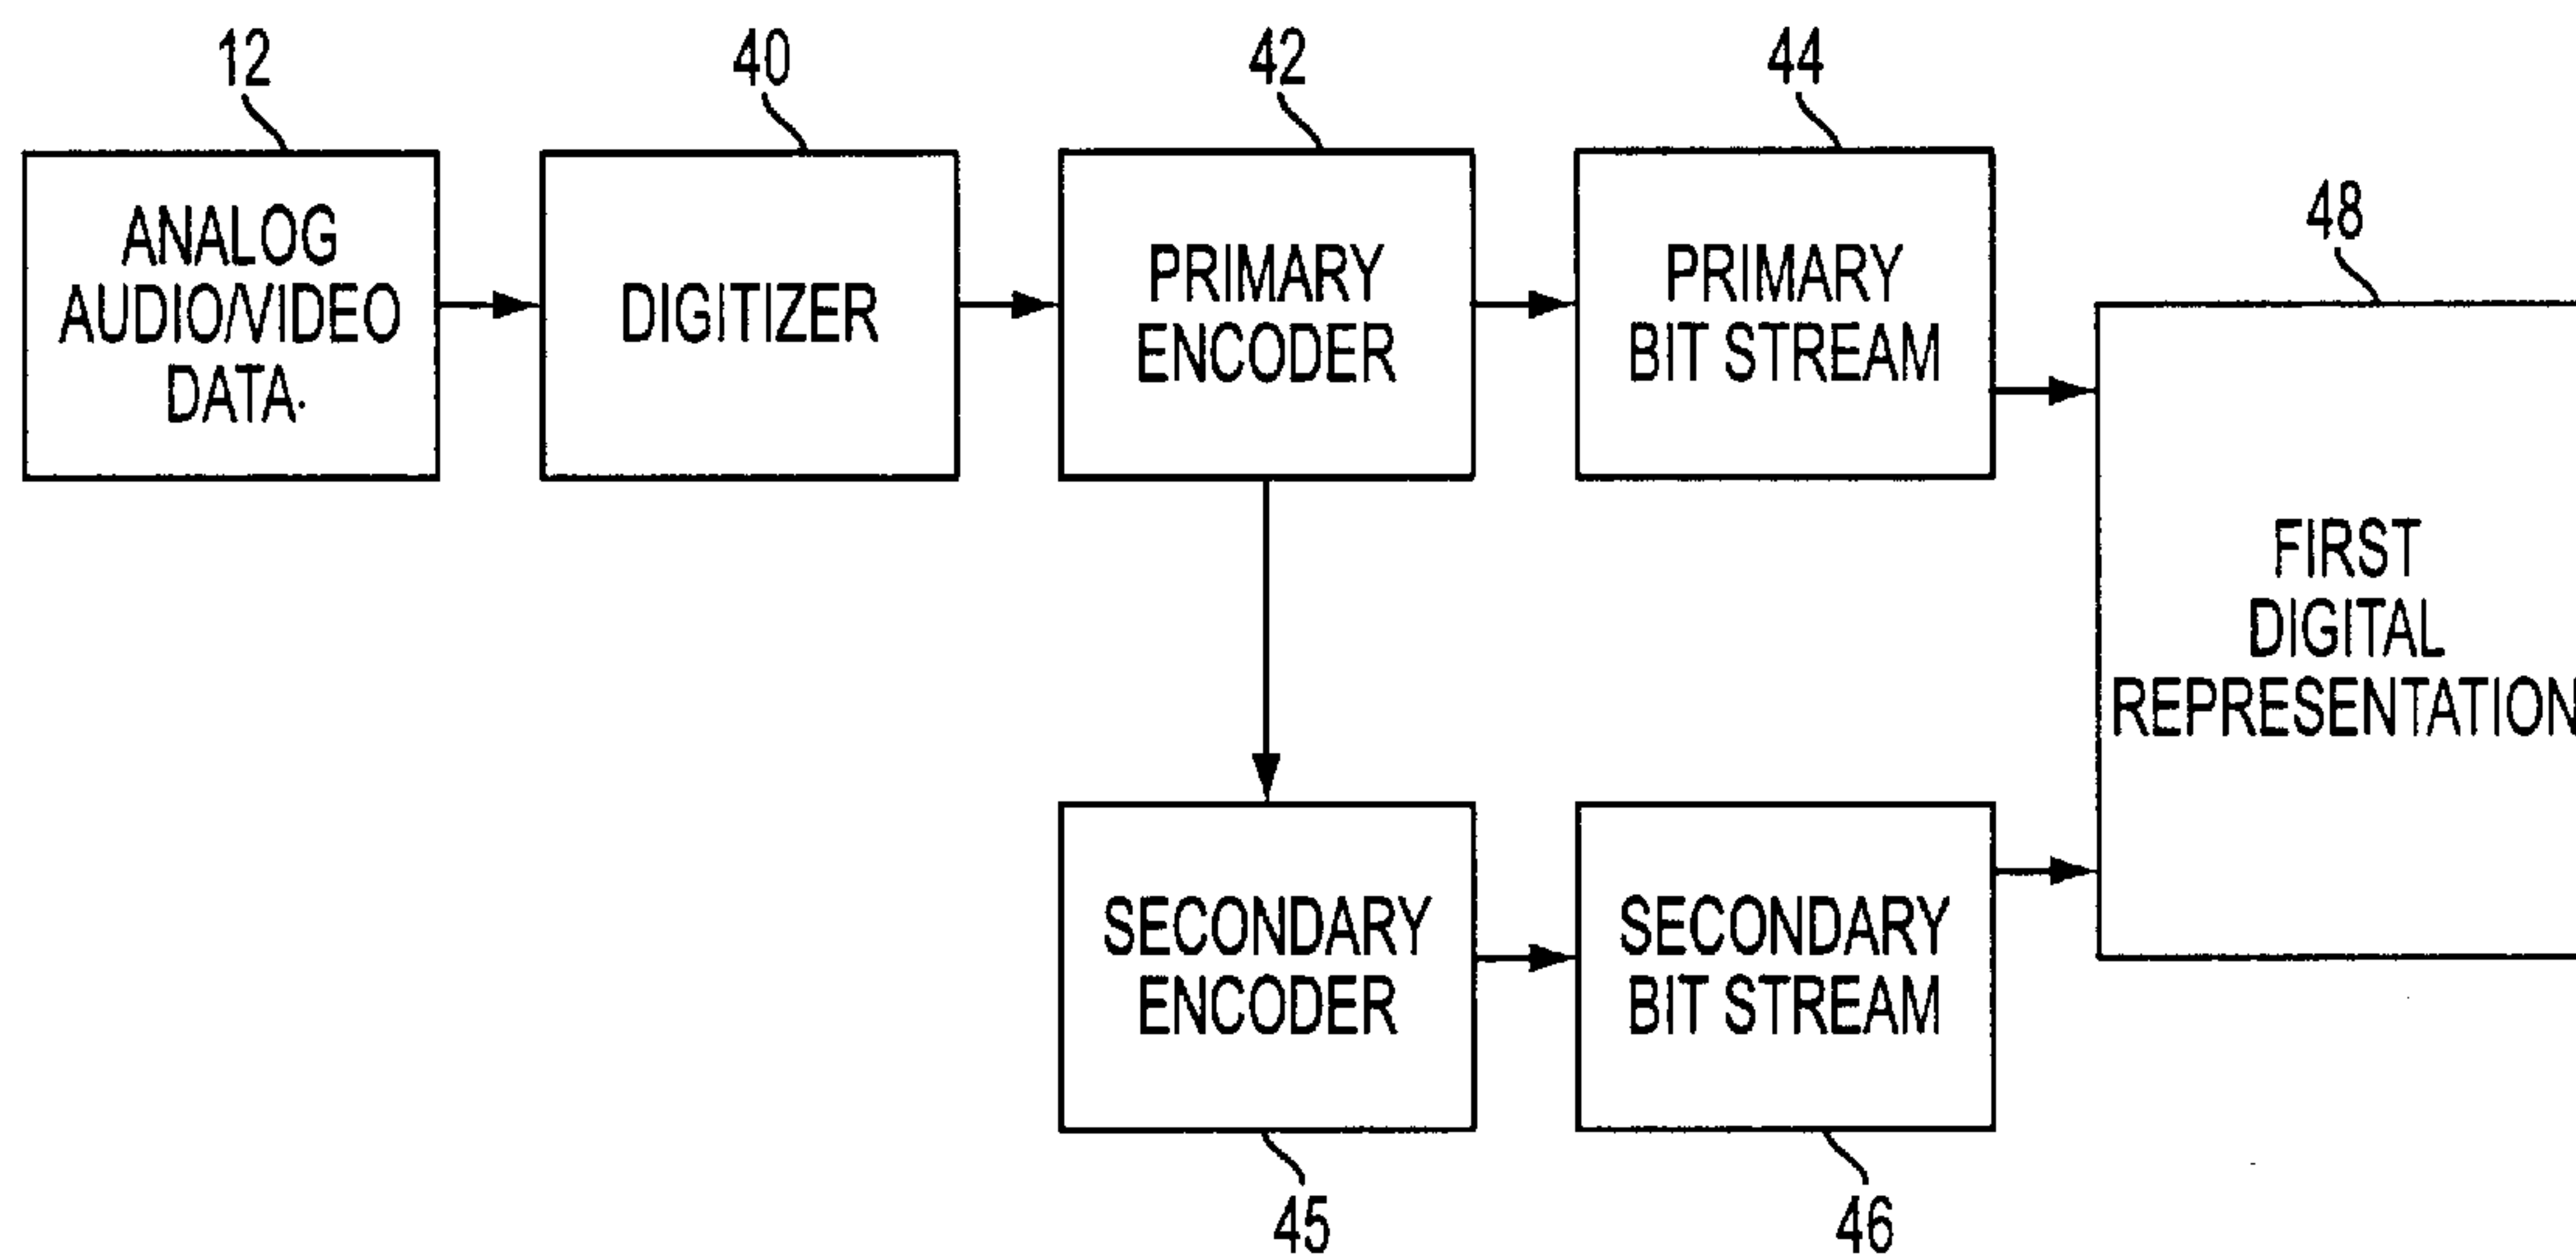 12
40
42
44
48
ANALOG
AUDIO/VIDEO
DATA.
DIGITIZER
PRIMARY
ENCODER
PRIMARY
BIT STREAM
FIRST
DIGITAL
REPRESENTATION
SECONDARY
ENCODER
SECONDARY
BIT STREAM
45
46